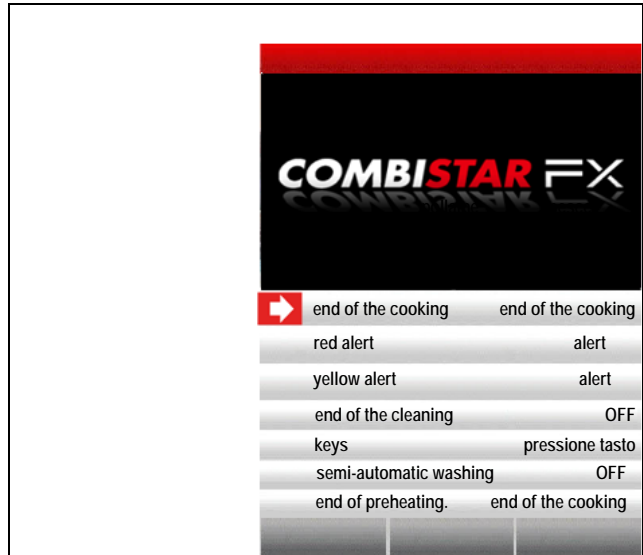 COMBISTAR FX
end of the cooking end of the cooking
red alert alert
yellow alert alert
end of the cleaning OFF
keys pressione tasto
semi-automatic washing OFF
end of preheating. end of the cooking